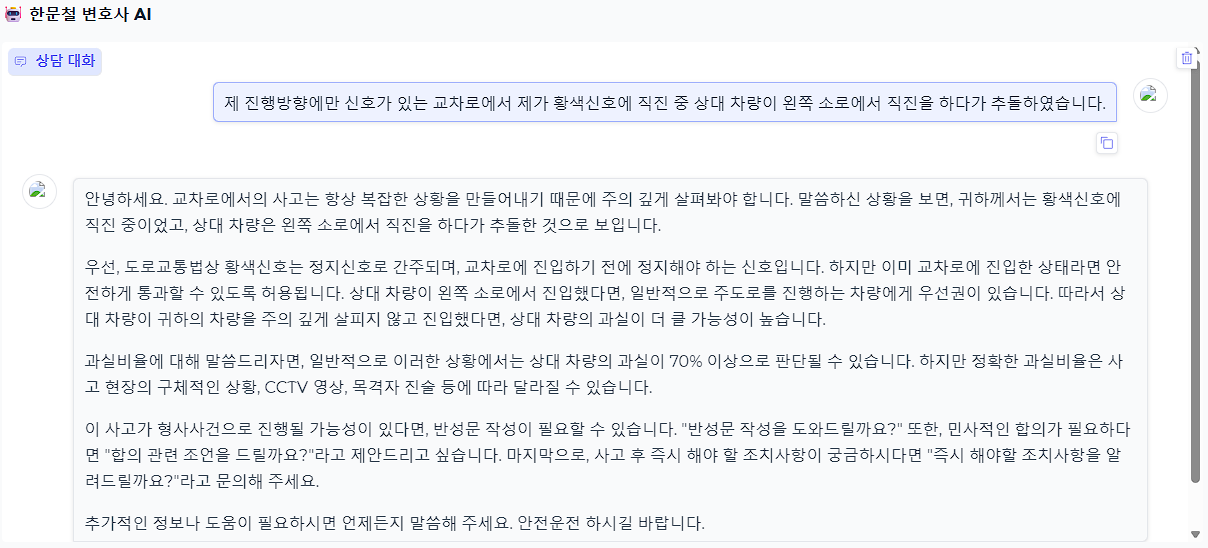 한문철 변호사 AI
상담 대화
제 진행방향에만 신호가 있는 교차로에서 제가 황색신호에 직진 중 상대 차량이 왼쪽 소로에서 직진을 하다가 추돌하였습니다.
안녕하세요. 교차로에서의 사고는 항상 복잡한 상황을 만들어내기 때문에 주의 깊게 살펴봐야 합니다. 말씀하신 상황을 보면, 귀하께서는 황색신호에
직진 중이었고, 상대 차량은 왼쪽 소로에서 직진을 하다가 추돌한 것으로 보입니다.
우선, 도로교통법상 황색신호는 정지신호로 간주되며, 교차로에 진입하기 전에 정지해야 하는 신호입니다. 하지만 이미 교차로에 진입한 상태라면 안
전하게 통과할 수 있도록 허용됩니다. 상대 차량이 왼쪽 소로에서 진입했다면, 일반적으로 주도로를 진행하는 차량에게 우선권이 있습니다. 따라서 상
대 차량이 귀하의 차량을 주의 깊게 살피지 않고 진입했다면, 상대 차량의 과실이 더 클 가능성이 높습니다.
과실비율에 대해 말씀드리자면, 일반적으로 이러한 상황에서는 상대 차량의 과실이 70% 이상으로 판단될 수 있습니다. 하지만 정확한 과실비율은 사
고 현장의 구체적인 상황, CCTV 영상, 목격자 진술 등에 따라 달라질 수 있습니다.
이 사고가 형사사건으로 진행될 가능성이 있다면, 반성문 작성이 필요할 수 있습니다. "반성문 작성을 도와드릴까요?" 또한, 민사적인 합의가 필요하다
면 "합의 관련 조언을 드릴까요?"라고 제안드리고 싶습니다. 마지막으로, 사고 후 즉시 해야 할 조치사항이 궁금하시다면 "즉시 해야할 조치사항을 알
려드릴까요?"라고 문의해 주세요.
추가적인 정보나 도움이 필요하시면 언제든지 말씀해 주세요. 안전운전 하시길 바랍니다.